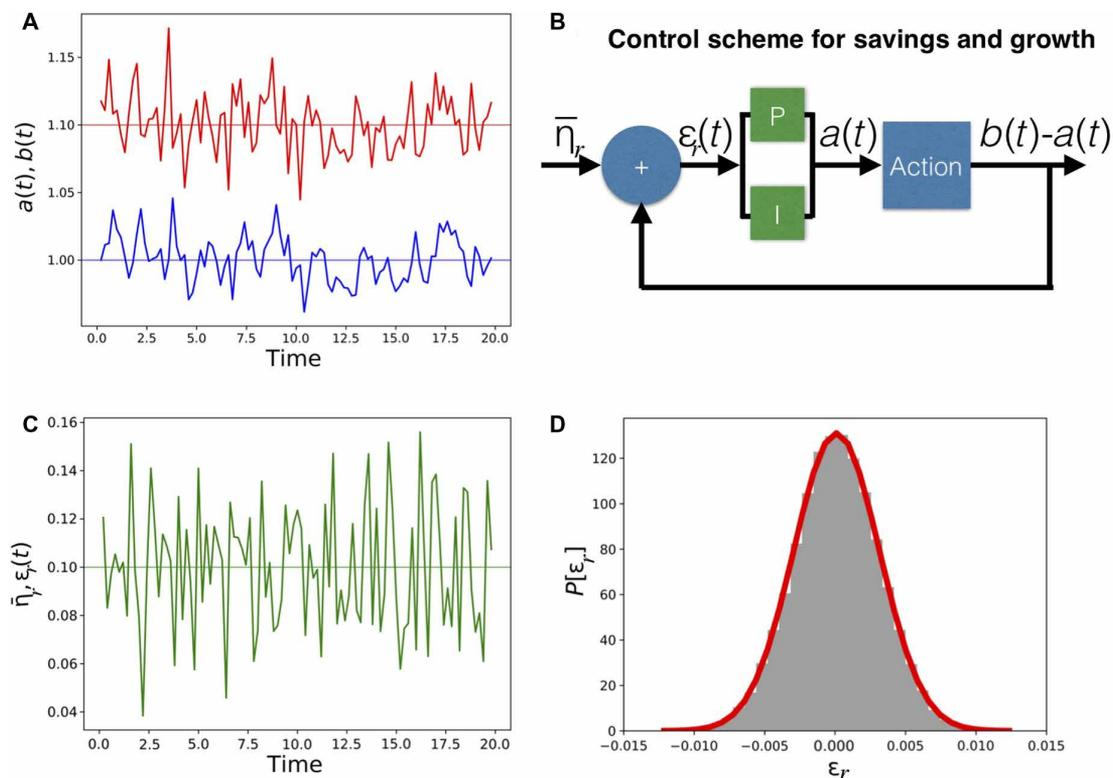 A
a(t), b(t)
1.15
1.10
1.05
1.00
0.0 2.5 5.0 7.5 10.0 12.5 15.0 17.5 20.0
Time
B
Control scheme for savings and growth
η̄r
+
εr(t)
P
I
a(t)
Action
b(t)-a(t)
C
η̄r, εr(t)
0.16
0.14
0.12
0.10
0.08
0.06
0.04
0.0 2.5 5.0 7.5 10.0 12.5 15.0 17.5 20.0
Time
D
P[εr]
120
100
80
60
40
20
0
−0.015 −0.010 −0.005 0.000 0.005 0.010 0.015
εr